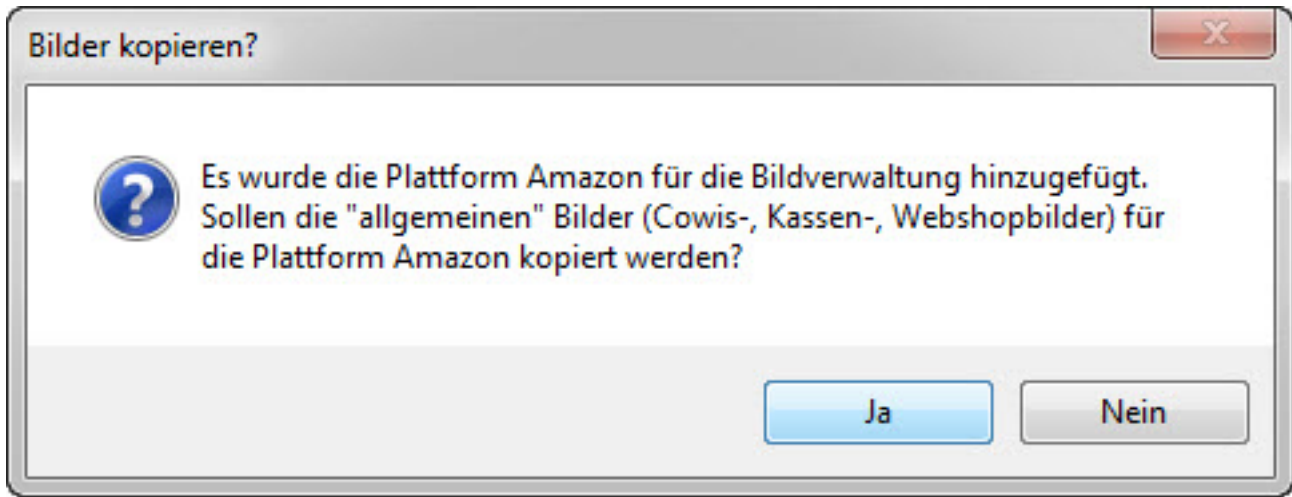 Bilder kopieren?
Es wurde die Plattform Amazon für die Bildverwaltung hinzugefügt.
Sollen die "allgemeinen" Bilder (Cowis-, Kassen-, Webshopbilder) für
die Plattform Amazon kopiert werden?
Ja
Nein